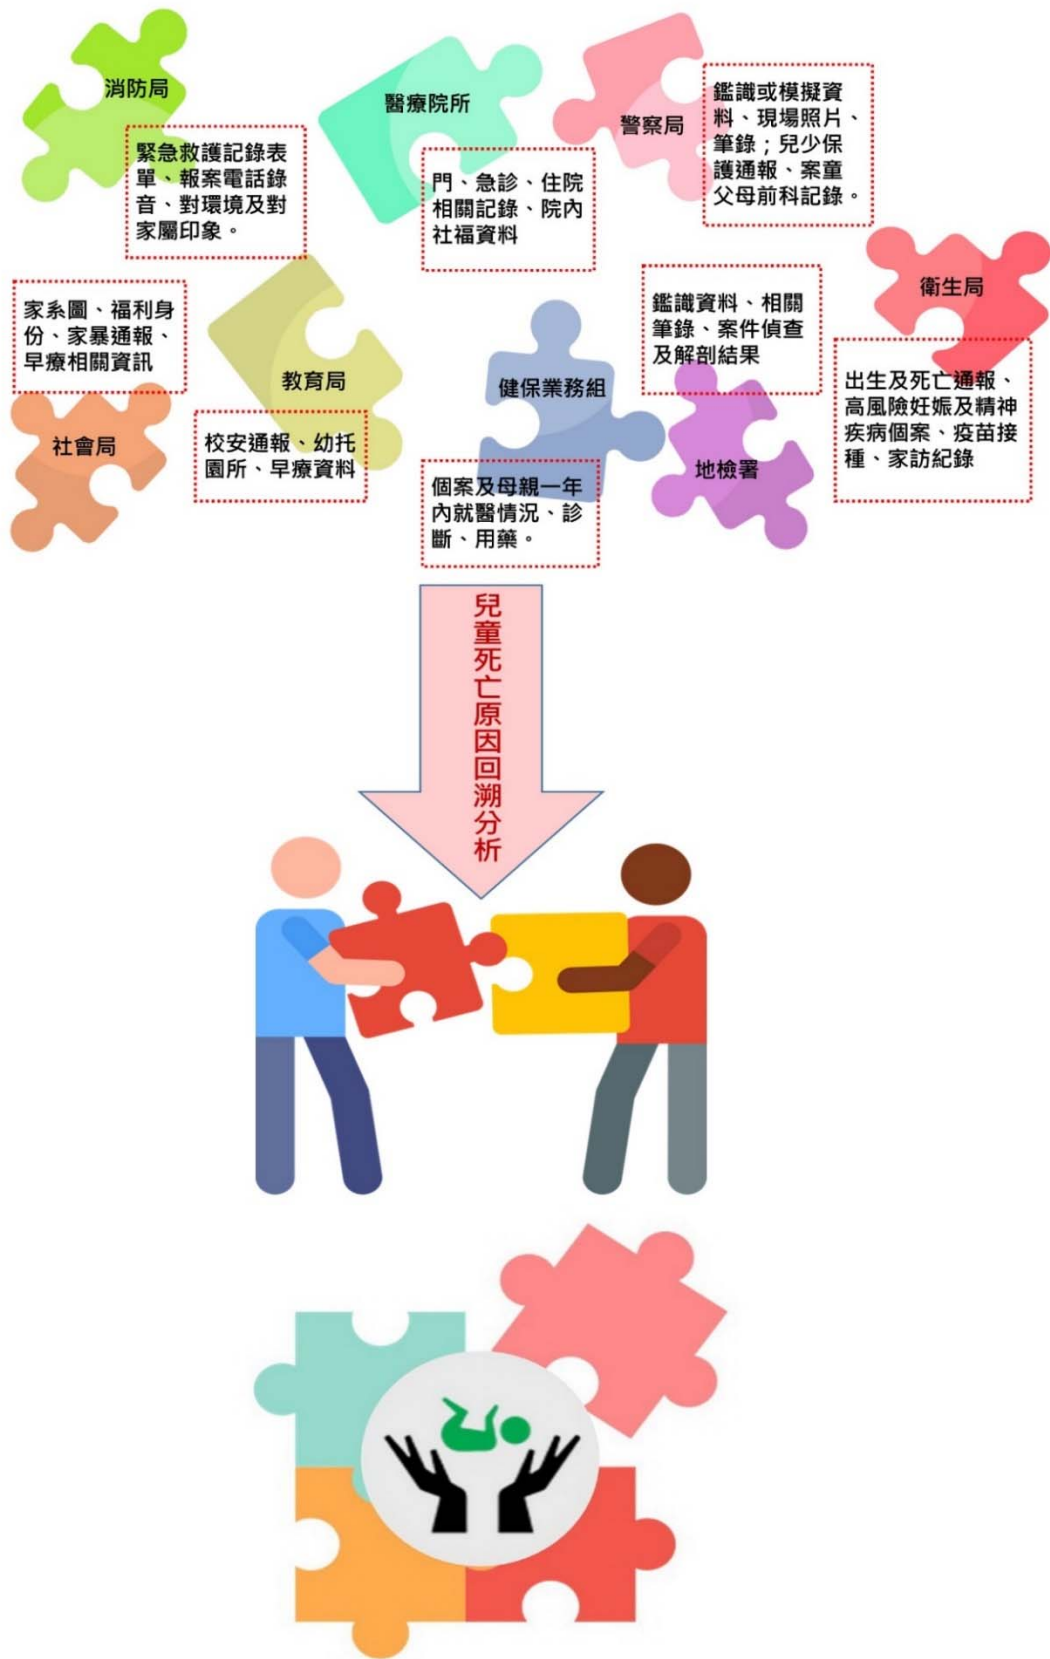 消防局
緊急救護記錄表
單、報案電話錄
音、對環境及對
家屬印象。
醫療院所
門、急診、住院
相關記錄、院內
社福資料
警察局
鑑識或模擬資
料、現場照片、
筆錄；兒少保
護通報、案童
父母前科記錄。
家系圖、福利身
份、家暴通報、
早療相關資訊
社會局
教育局
校安通報、幼托
園所、早療資料
健保業務組
個案及母親一年
內就醫情況、診
斷、用藥。
鑑識資料、相關
筆錄、案件偵查
及解剖結果
地檢署
衛生局
出生及死亡通報、
高風險妊娠及精神
疾病個案、疫苗接
種、家訪紀錄
兒童死亡原因回溯分析